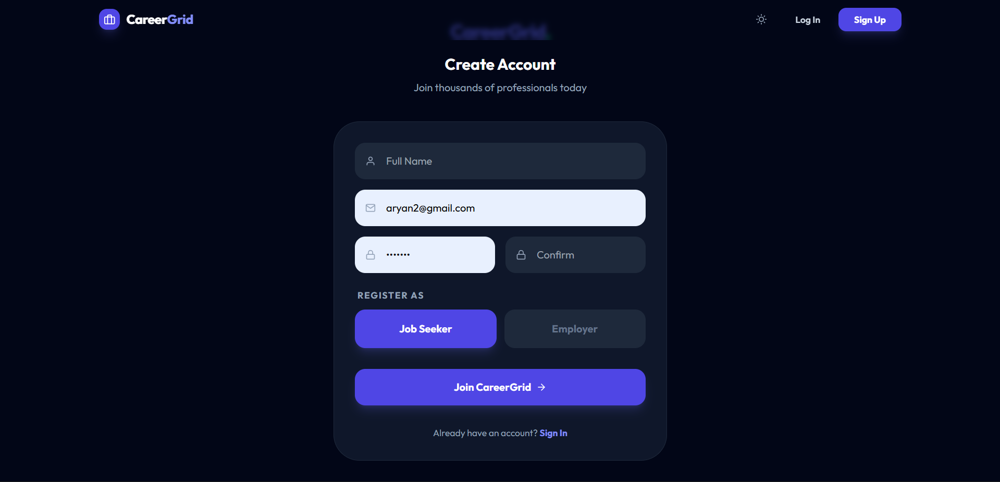 CareerGrid Log In Sign Up
CareerGrid.
Create Account
Join thousands of professionals today
Full Name
aryan2@gmail.com
••••••• Confirm
REGISTER AS
Job Seeker Employer
Join CareerGrid →
Already have an account? Sign In